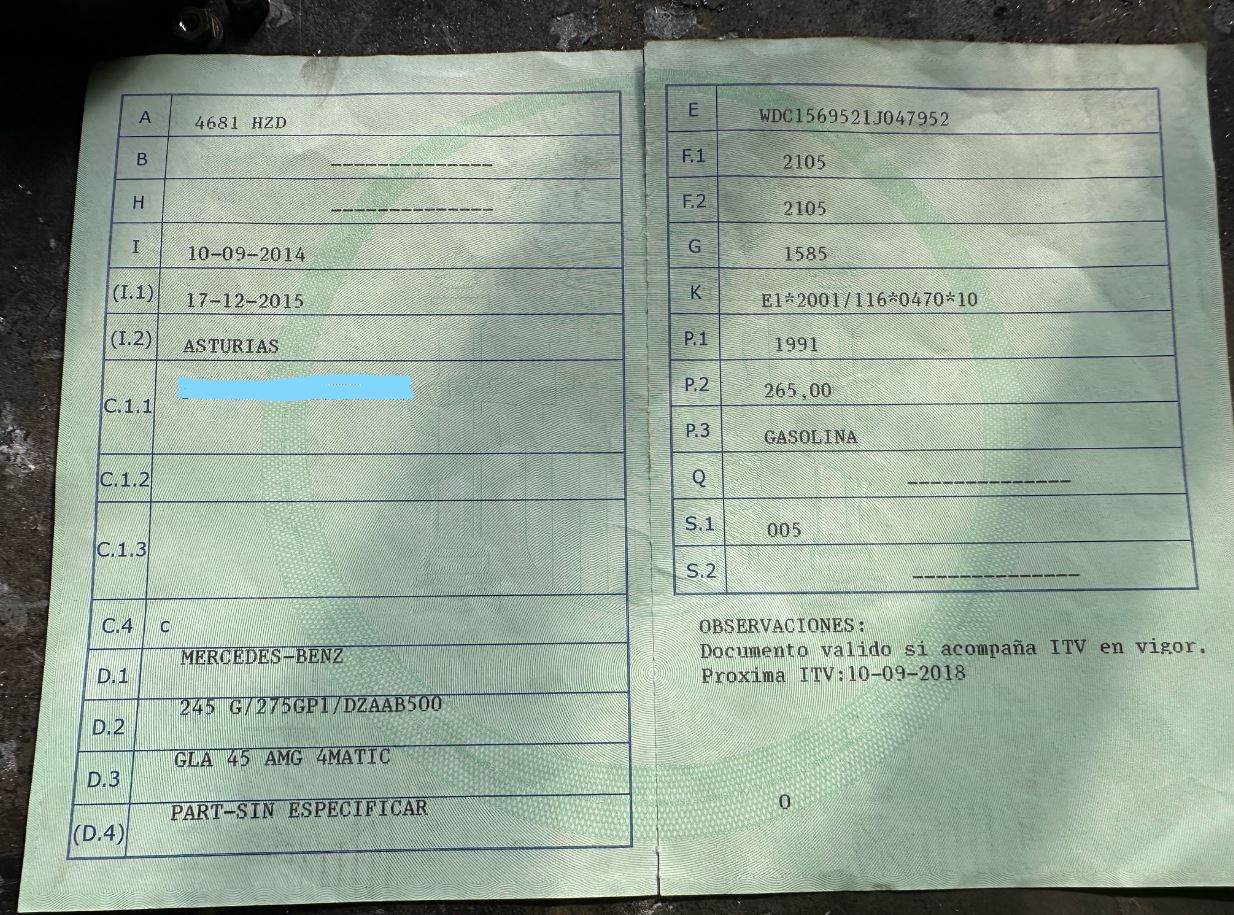 A 4681 HZD
B --------------
H --------------
I 10-09-2014
(I.1) 17-12-2015
(I.2) ASTURIAS
C.1.1
C.1.2
C.1.3
C.4 c
D.1 MERCEDES-BENZ
D.2 245 G/275GP1/DZAAB500
D.3 GLA 45 AMG 4MATIC
(D.4) PART-SIN ESPECIFICAR
E WDC1569521J047952
F.1 2105
F.2 2105
G 1585
K E1*2001/116*0470*10
P.1 1991
P.2 265,00
P.3 GASOLINA
Q --------------
S.1 005
S.2 --------------
OBSERVACIONES:
Documento valido si acompaña ITV en vigor.
Proxima ITV:10-09-2018
O